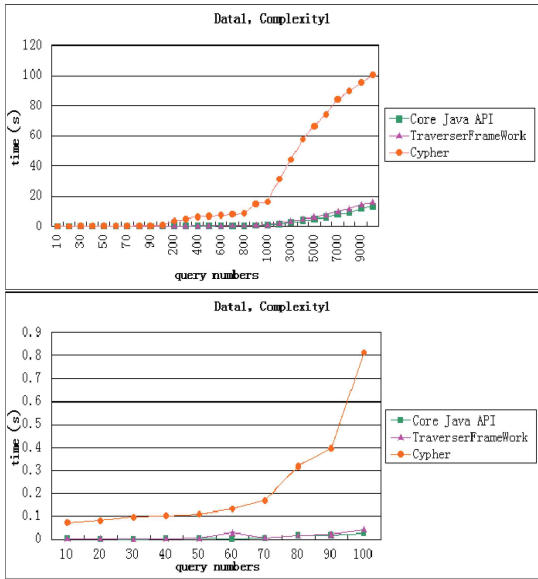 Data1, Complexity1
120
100
80
60
40
20
0
time (s)
10
30
50
70
90
200
400
600
800
1000
3000
5000
7000
9000
query numbers
Core Java API
TraverserFrameWork
Cypher
Data1, Complexity1
0.9
0.8
0.7
0.6
0.5
0.4
0.3
0.2
0.1
0
time (s)
10 20 30 40 50 60 70 80 90 100
query numbers
Core Java API
TraverserFrameWork
Cypher